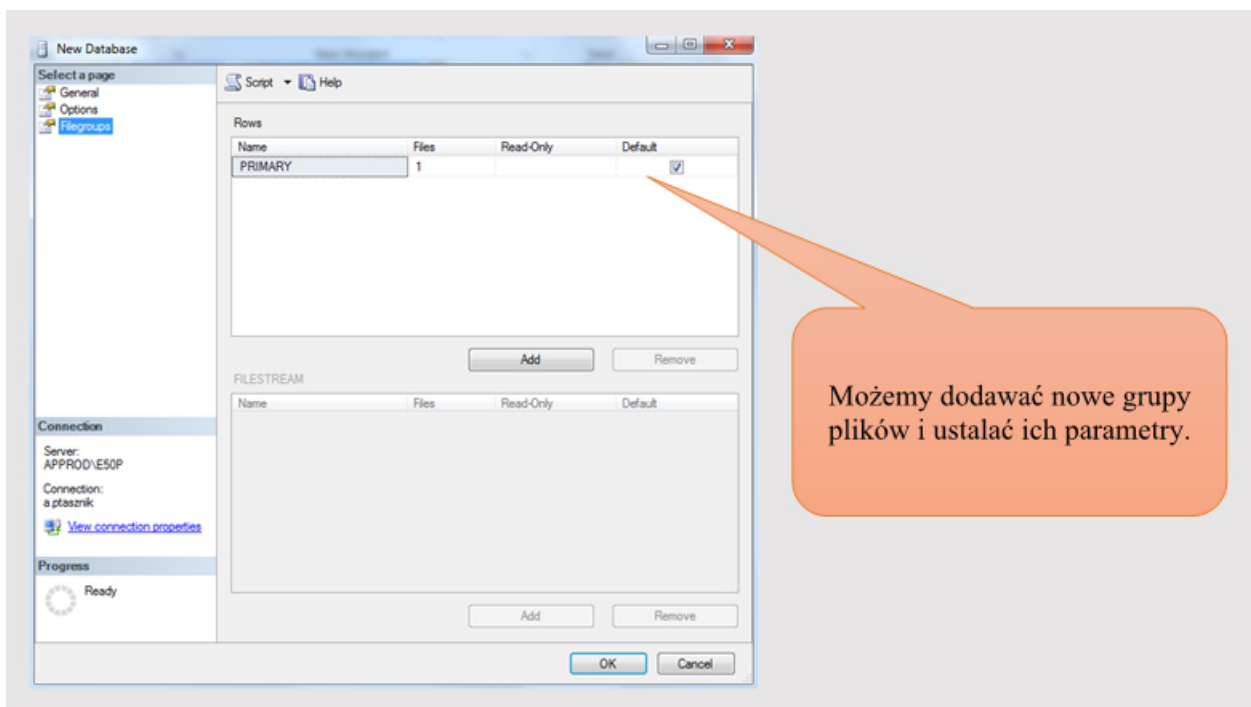 New Database
Select a page
General
Options
Filegroups
Script Help
Rows
Name Files Read-Only Default
PRIMARY 1
Add Remove
FILESTREAM
Name Files Read-Only Default
Connection
Server:
APPROD\E50P
Connection:
a.ptasznik
View connection properties
Progress
Ready
Add Remove
OK Cancel
Możemy dodawać nowe grupy
plików i ustalać ich parametry.